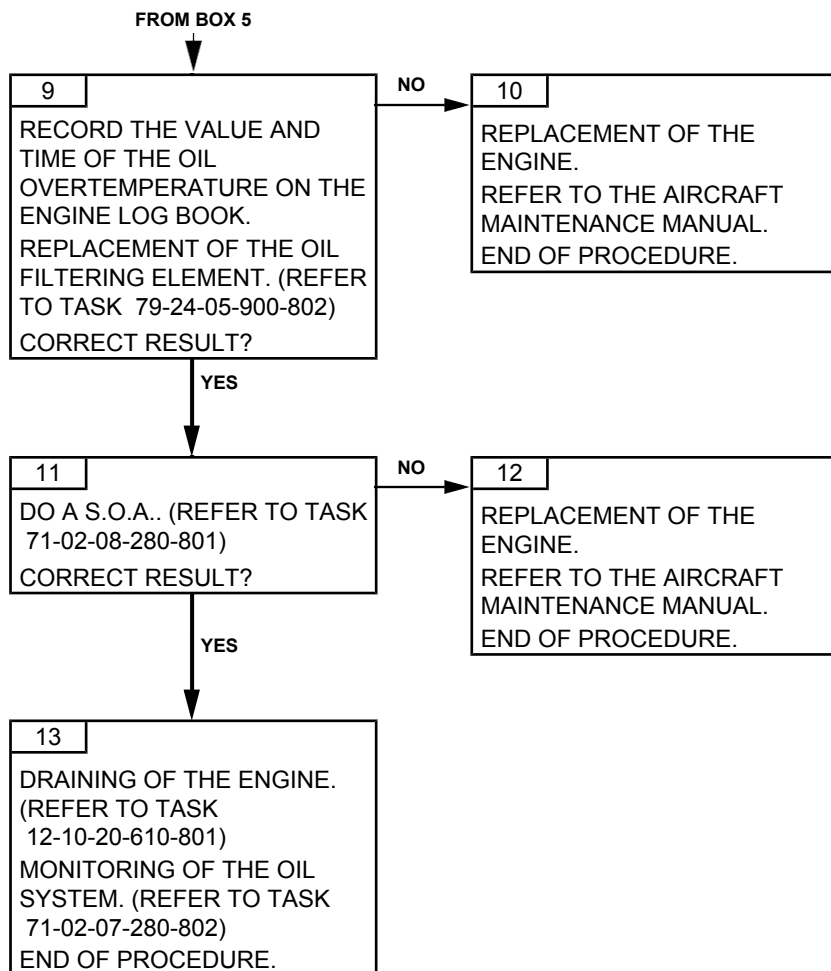 FROM BOX 5
9
RECORD THE VALUE AND
TIME OF THE OIL
OVERTEMPERATURE ON THE
ENGINE LOG BOOK.
REPLACEMENT OF THE OIL
FILTERING ELEMENT. (REFER
TO TASK 79-24-05-900-802)
CORRECT RESULT?
NO
10
REPLACEMENT OF THE
ENGINE.
REFER TO THE AIRCRAFT
MAINTENANCE MANUAL.
END OF PROCEDURE.
YES
11
DO A S.O.A.. (REFER TO TASK
71-02-08-280-801)
CORRECT RESULT?
NO
12
REPLACEMENT OF THE
ENGINE.
REFER TO THE AIRCRAFT
MAINTENANCE MANUAL.
END OF PROCEDURE.
YES
13
DRAINING OF THE ENGINE.
(REFER TO TASK
12-10-20-610-801)
MONITORING OF THE OIL
SYSTEM. (REFER TO TASK
71-02-07-280-802)
END OF PROCEDURE.